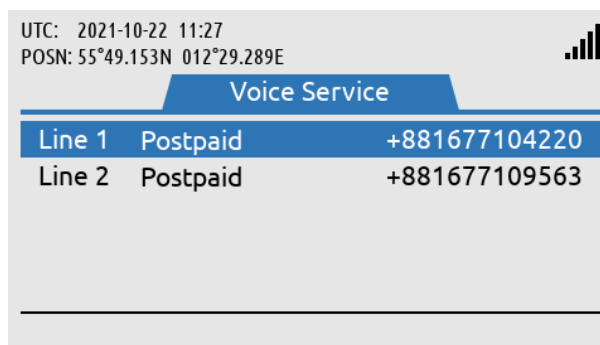 UTC: 2021-10-22 11:27
POSN: 55°49.153N 012°29.289E
Voice Service
Line 1 Postpaid +881677104220
Line 2 Postpaid +881677109563